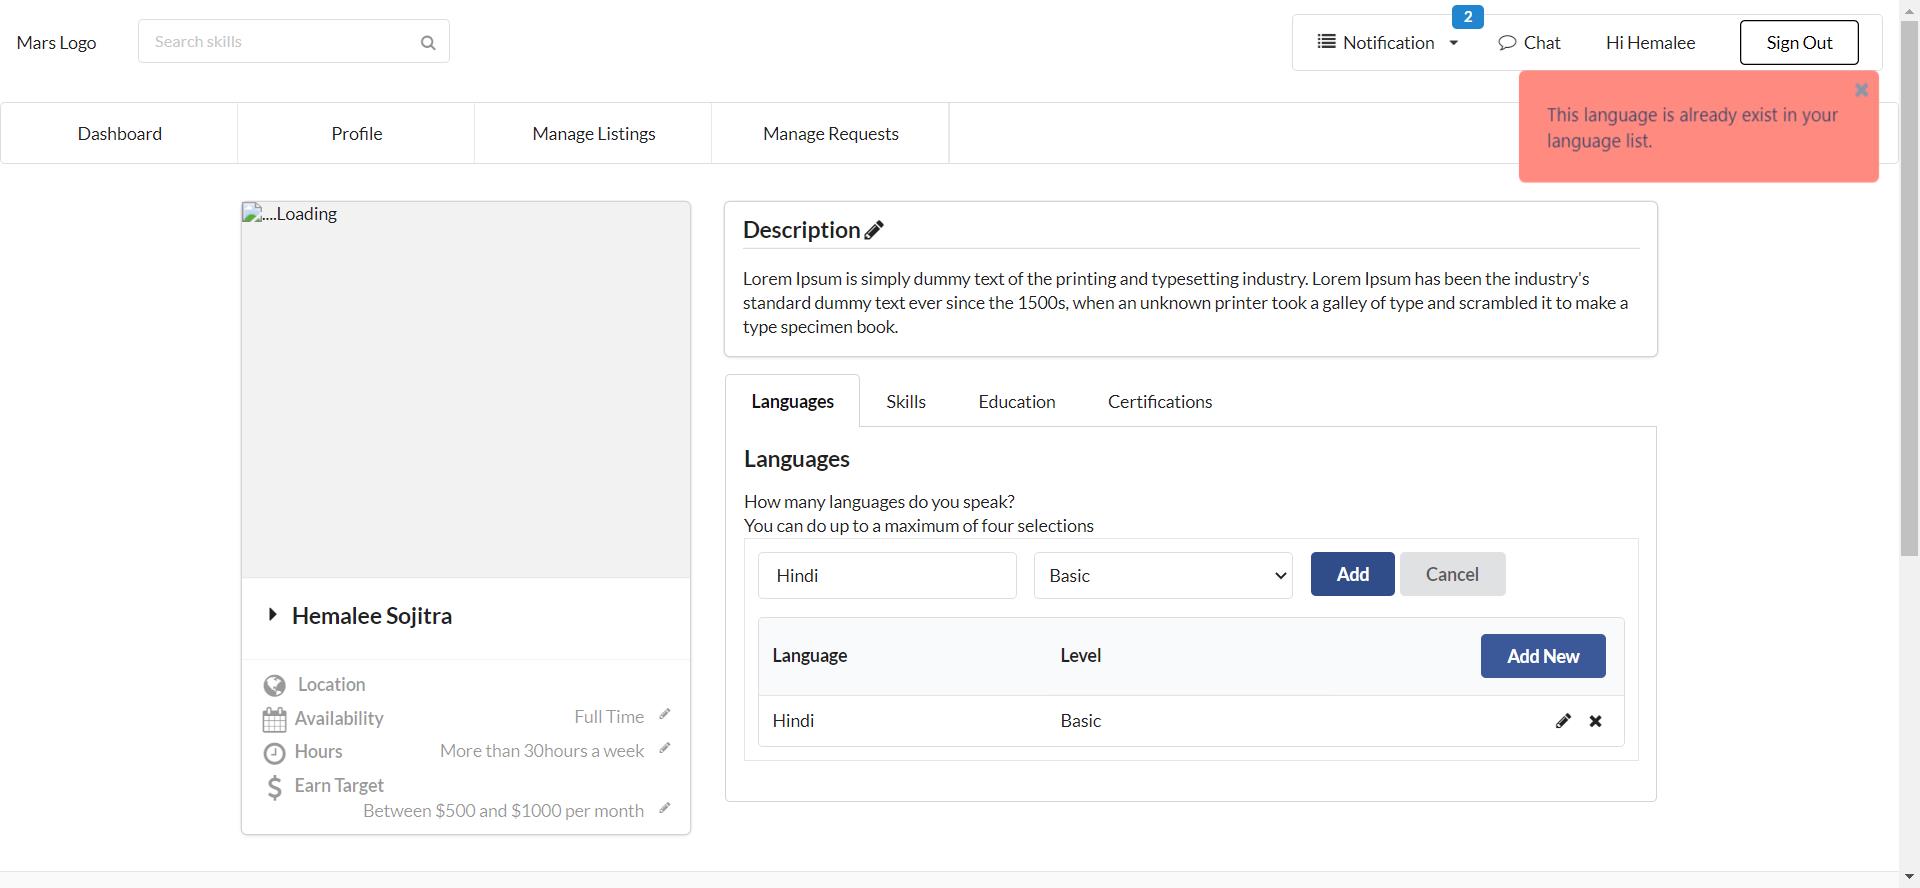 Mars Logo
Search skills
2
Notification
Chat
Hi Hemalee
Sign Out
This language is already exist in your
language list.
Dashboard
Profile
Manage Listings
Manage Requests
....Loading
Hemalee Sojitra
Location
Availability
Full Time
Hours
More than 30hours a week
Earn Target
Between $500 and $1000 per month
Description
Lorem Ipsum is simply dummy text of the printing and typesetting industry. Lorem Ipsum has been the industry's
standard dummy text ever since the 1500s, when an unknown printer took a galley of type and scrambled it to make a
type specimen book.
Languages
Skills
Education
Certifications
Languages
How many languages do you speak?
You can do up to a maximum of four selections
Hindi
Basic
Add
Cancel
Language
Level
Add New
Hindi
Basic